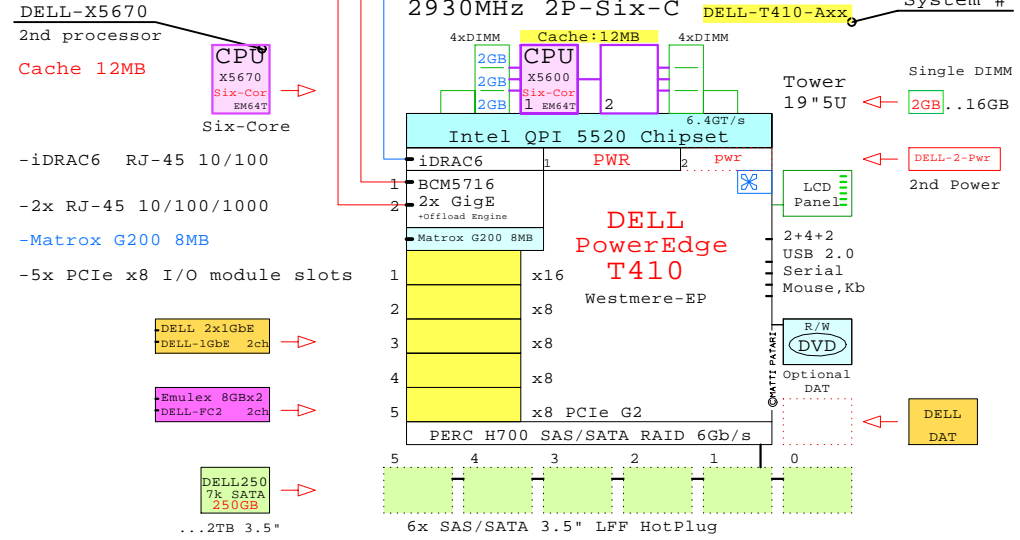 DELL-X5670
2930MHz 2P-Six-C
DELL-T410-Axx
System #
2nd processor
Cache 12MB
CPU
X5670
Six-Cor
EM64T
Six-Core
4xDIMM
Cache:12MB
4xDIMM
2GB
2GB
2GB
CPU
X5600
Six-Cor
1 EM64T
2
Tower
19"5U
Single DIMM
2GB..16GB
6.4GT/s
Intel QPI 5520 Chipset
-iDRAC6 RJ-45 10/100
iDRAC6
1 PWR
2 pwr
DELL-2-Pwr
2nd Power
1 BCM5716
2 2x GigE
+Offload Engine
LCD
Panel
-2x RJ-45 10/100/1000
-Matrox G200 8MB
Matrox G200 8MB
DELL
PowerEdge
T410
Westmere-EP
2+4+2
USB 2.0
Serial
Mouse,Kb
-5x PCIe x8 I/O module slots
1 x16
2 x8
3 x8
4 x8
5 x8 PCIe G2
DELL 2x1GbE
DELL-1GbE 2ch
R/W
DVD
Optional
DAT
©MATTI PATARI
Emulex 8GBx2
DELL-FC2 2ch
DELL
DAT
PERC H700 SAS/SATA RAID 6Gb/s
5 4 3 2 1 0
DELL250
7k SATA
250GB
...2TB 3.5"
6x SAS/SATA 3.5" LFF HotPlug